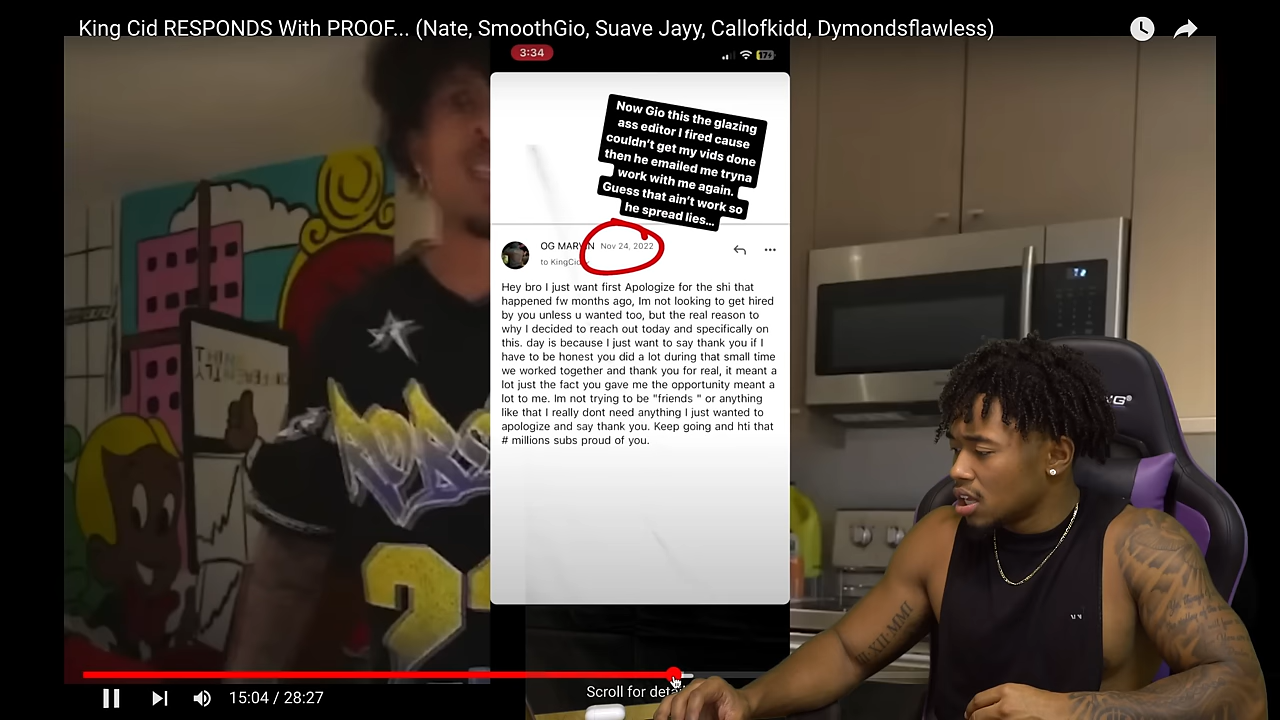 King Cid RESPONDS With PROOF... (Nate, SmoothGio, Suave Jayy, Callofkidd, Dymondsflawless)
3:34
17
Now Gio this the glazing
ass editor I fired cause
couldn't get my vids done
then he emailed me tryna
work with me again.
Guess that ain't work so
he spread lies...
OG MARVIN Nov 24, 2022
to KingCid
Hey bro I just want first Apologize for the shi that
happened fw months ago, Im not looking to get hired
by you unless u wanted too, but the real reason to
why I decided to reach out today and specifically on
this. day is because I just want to say thank you if I
have to be honest you did a lot during that small time
we worked together and thank you for real, it meant a
lot just the fact you gave me the opportunity meant a
lot to me. Im not trying to be "friends " or anything
like that I really dont need anything I just wanted to
apologize and say thank you. Keep going and hti that
# millions subs proud of you.
15:04 / 28:27
Scroll for